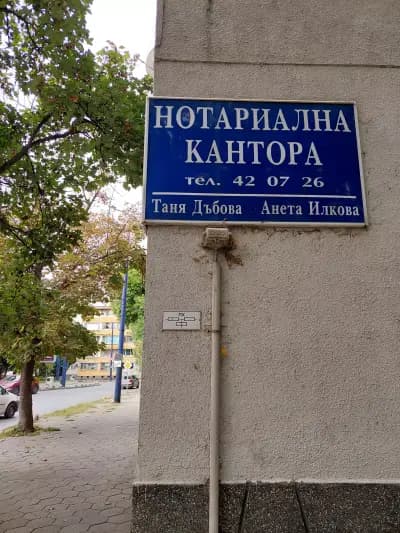 НОТАРИАЛНА
КАНТОРА
тел. 42 07 26
Таня Дъбова Анета Илкова